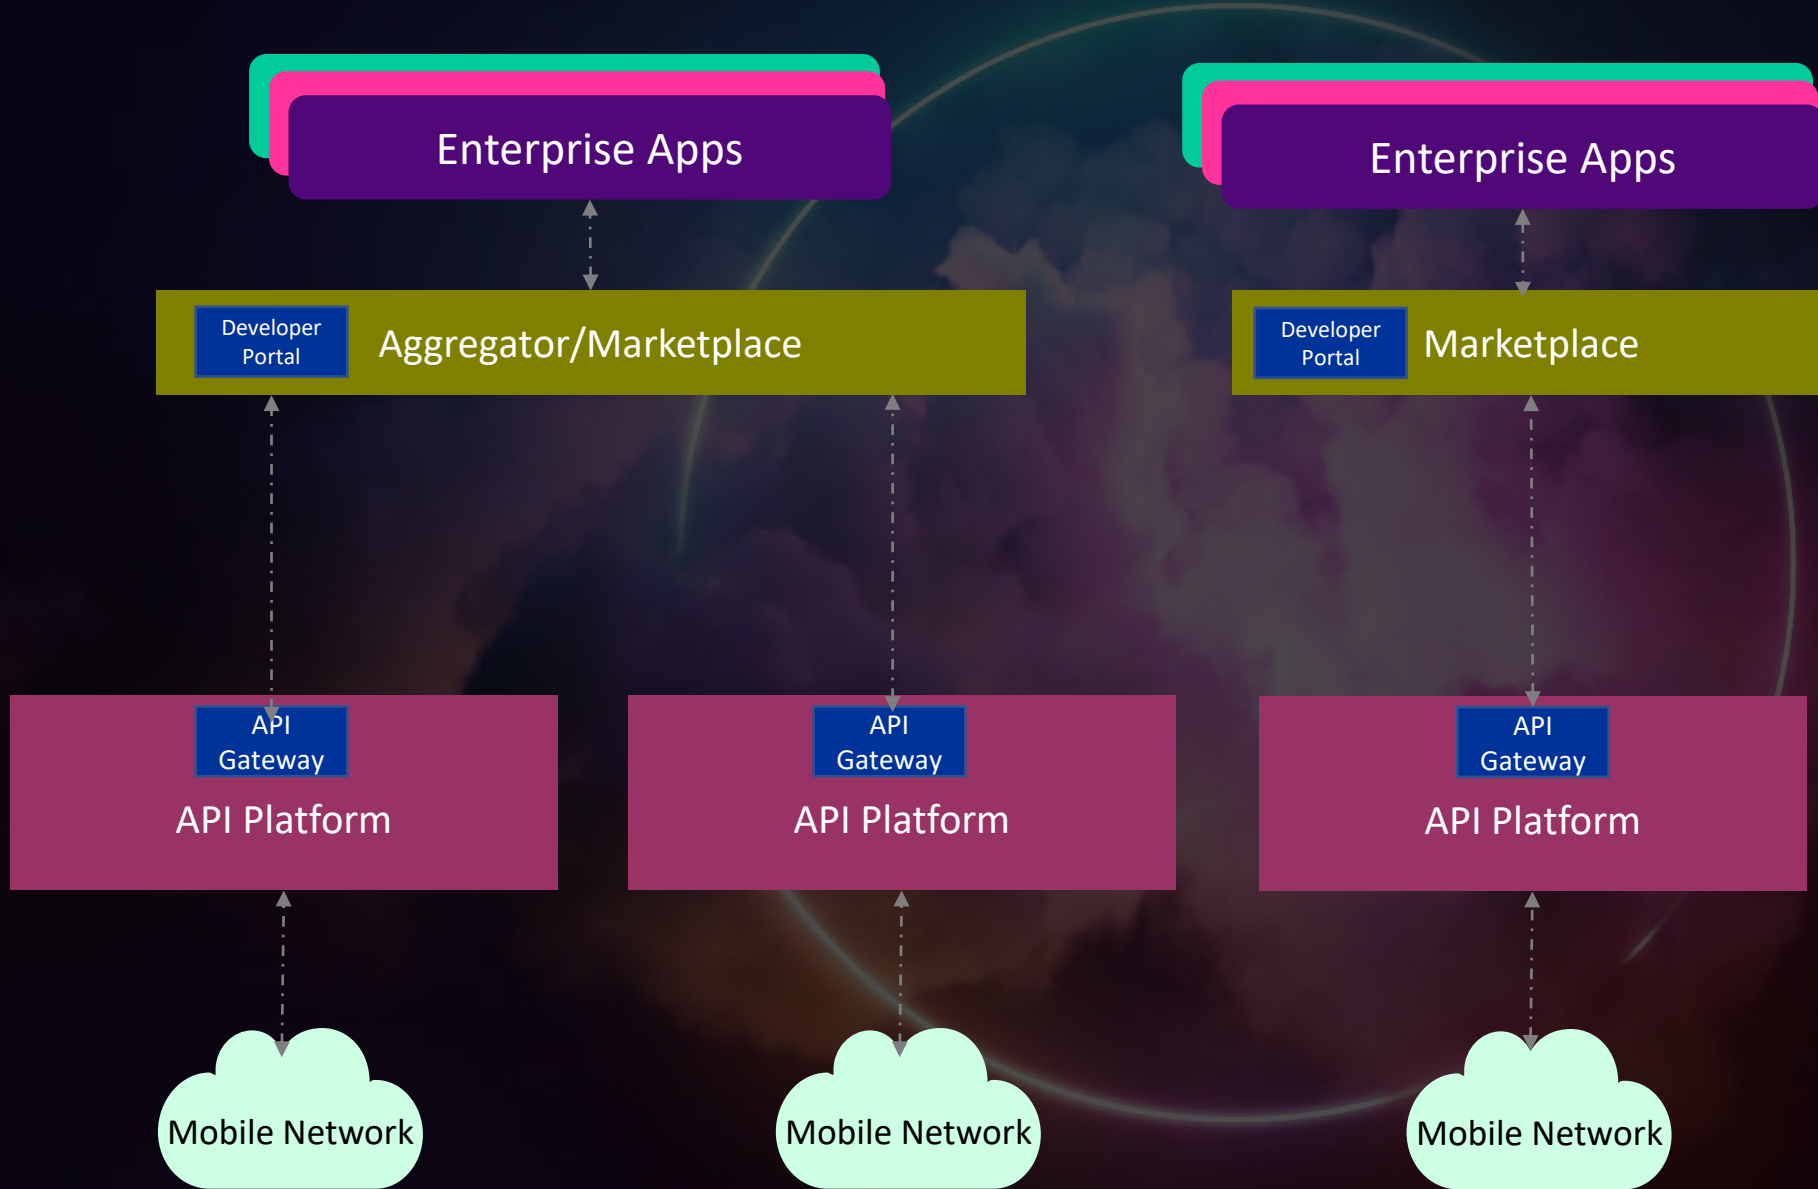 Enterprise Apps
Enterprise Apps
Developer
Portal
Aggregator/Marketplace
Developer
Portal
Marketplace
API
Gateway
API Platform
API
Gateway
API Platform
API
Gateway
API Platform
Mobile Network
Mobile Network
Mobile Network